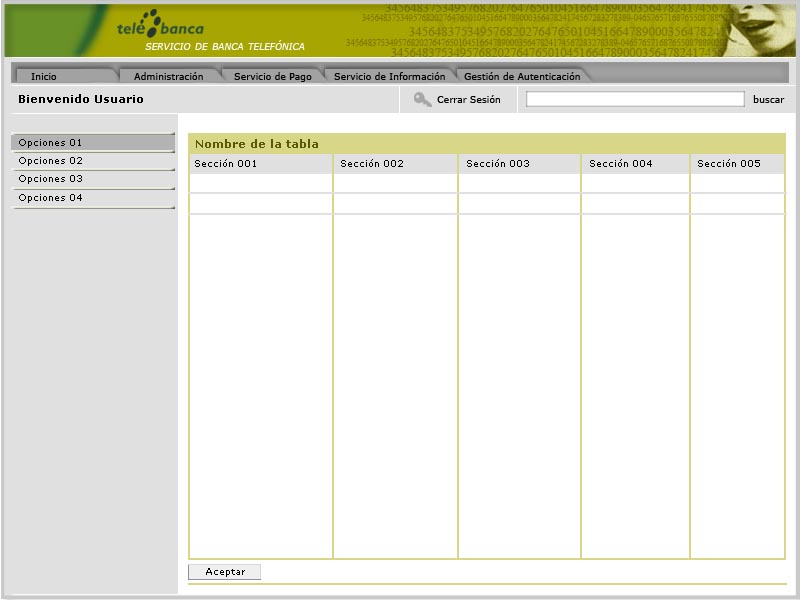 telébanca
SERVICIO DE BANCA TELEFÓNICA
Inicio
Administración
Servicio de Pago
Servicio de Información
Gestión de Autenticación
Bienvenido Usuario
Cerrar Sesión
buscar
Opciones 01
Opciones 02
Opciones 03
Opciones 04
Nombre de la tabla
Sección 001
Sección 002
Sección 003
Sección 004
Sección 005
Aceptar